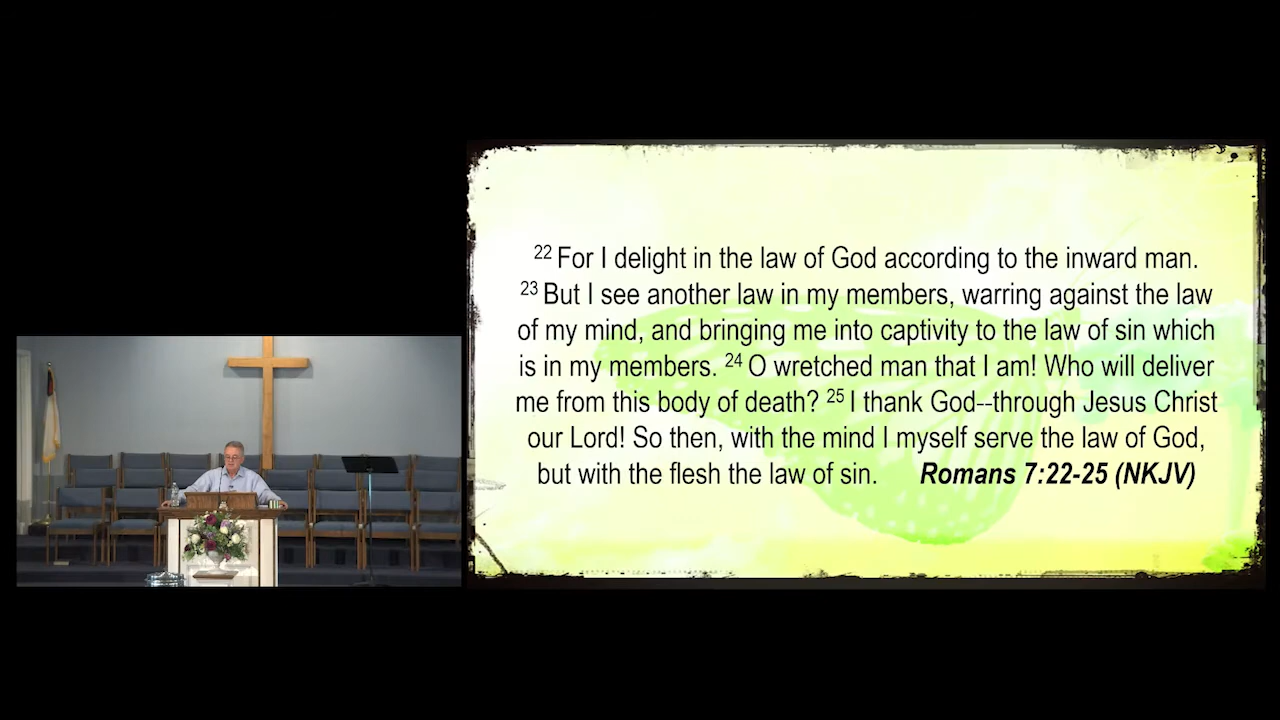 22 For I delight in the law of God according to the inward man.
23 But I see another law in my members, warring against the law
of my mind, and bringing me into captivity to the law of sin which
is in my members. 24 O wretched man that I am! Who will deliver
me from this body of death? 25 I thank God--through Jesus Christ
our Lord! So then, with the mind I myself serve the law of God,
but with the flesh the law of sin. Romans 7:22-25 (NKJV)